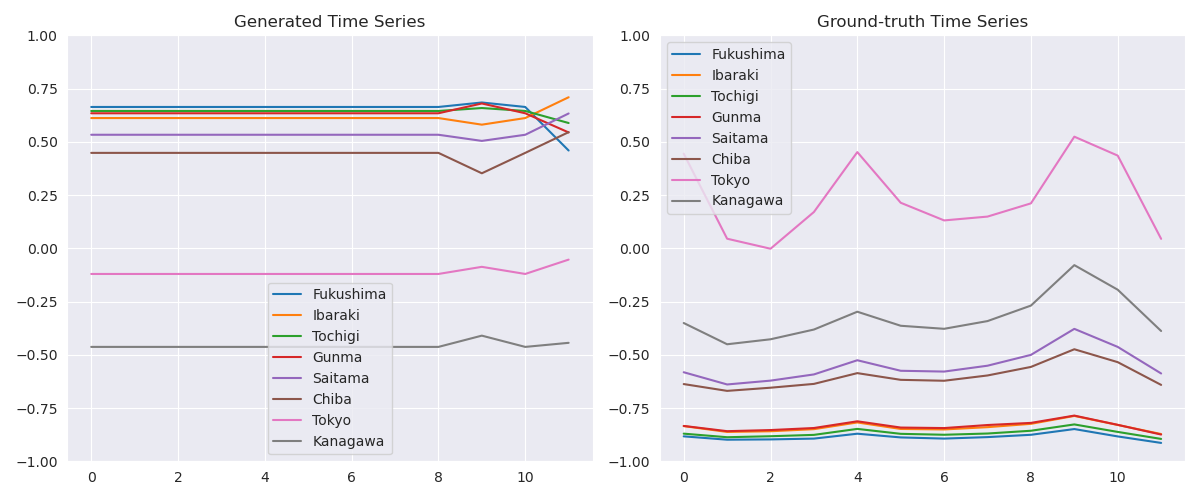 Generated Time Series
1.00
0.75
0.50
0.25
0.00
−0.25
−0.50
−0.75
−1.00
0 2 4 6 8 10
Fukushima
Ibaraki
Tochigi
Gunma
Saitama
Chiba
Tokyo
Kanagawa
Ground-truth Time Series
1.00
0.75
0.50
0.25
0.00
−0.25
−0.50
−0.75
−1.00
0 2 4 6 8 10
Fukushima
Ibaraki
Tochigi
Gunma
Saitama
Chiba
Tokyo
Kanagawa